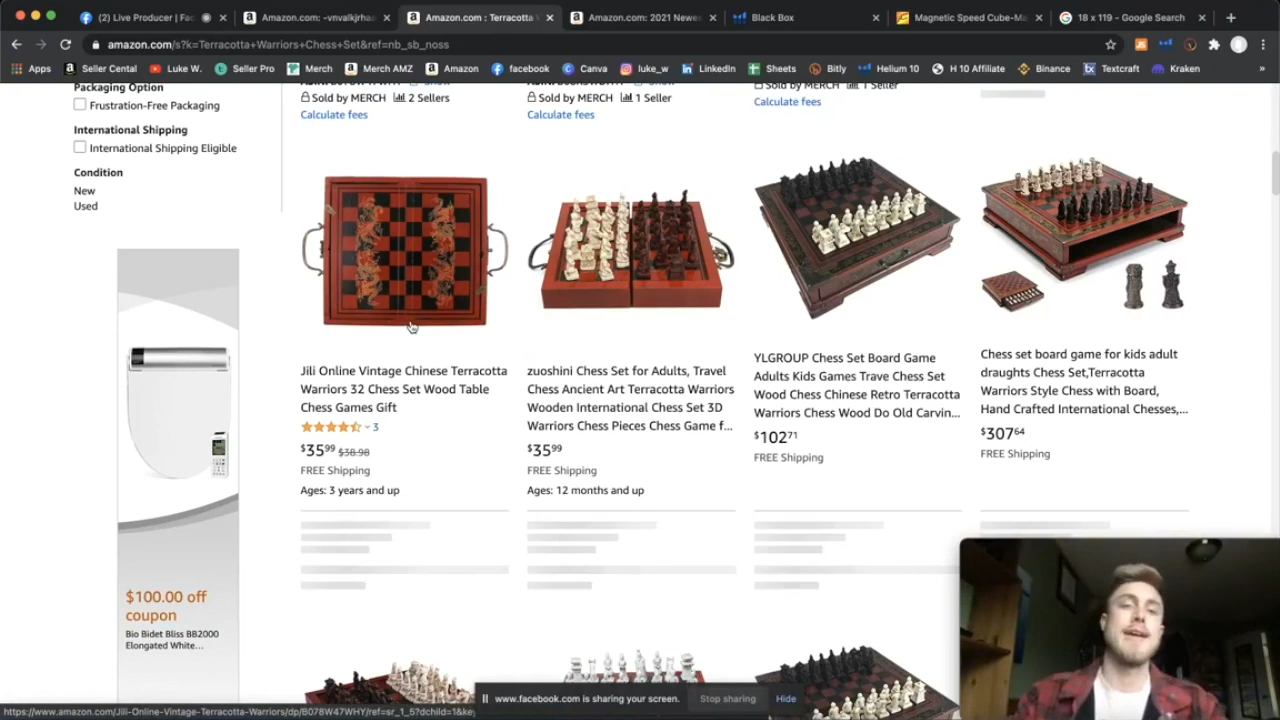 (2) Live Producer | Fac
Amazon.com: -vnvalkjrhae
Amazon.com : Terracotta W
Amazon.com: 2021 Newes
Black Box
Magnetic Speed Cube-Ma
18 x 119 - Google Search
amazon.com/s?k=Terracotta+Warriors+Chess+Set&ref=nb_sb_noss
Apps Seller Cental Luke W. Seller Pro Merch Merch AMZ Amazon facebook Canva luke_w LinkedIn Sheets Bitly Helium 10 H 10 Affiliate Binance Textcraft Kraken »
Packaging Option
Frustration-Free Packaging
International Shipping
International Shipping Eligible
Condition
New
Used
Sold by MERCH 2 Sellers
Calculate fees
Sold by MERCH 1 Seller
Calculate fees
Sold by MERCH 1 Seller
Calculate fees
Jili Online Vintage Chinese Terracotta
Warriors 32 Chess Set Wood Table
Chess Games Gift
3
$35.99 $38.98
FREE Shipping
Ages: 3 years and up
zuoshini Chess Set for Adults, Travel
Chess Ancient Art Terracotta Warriors
Wooden International Chess Set 3D
Warriors Chess Pieces Chess Game f...
$35.99
FREE Shipping
Ages: 12 months and up
YLGROUP Chess Set Board Game
Adults Kids Games Trave Chess Set
Wood Chess Chinese Retro Terracotta
Warriors Chess Wood Do Old Carvin...
$102.71
FREE Shipping
Chess set board game for kids adult
draughts Chess Set,Terracotta
Warriors Style Chess with Board,
Hand Crafted International Chesses,...
$307.64
FREE Shipping
$100.00 off
coupon
Bio Bidet Bliss BB2000
Elongated White...
www.facebook.com is sharing your screen. Stop sharing Hide
https://www.amazon.com/Jili-Online-Vintage-Terracotta-Warriors/dp/B078W47WHY/ref=sr_1_5?dchild=1&key